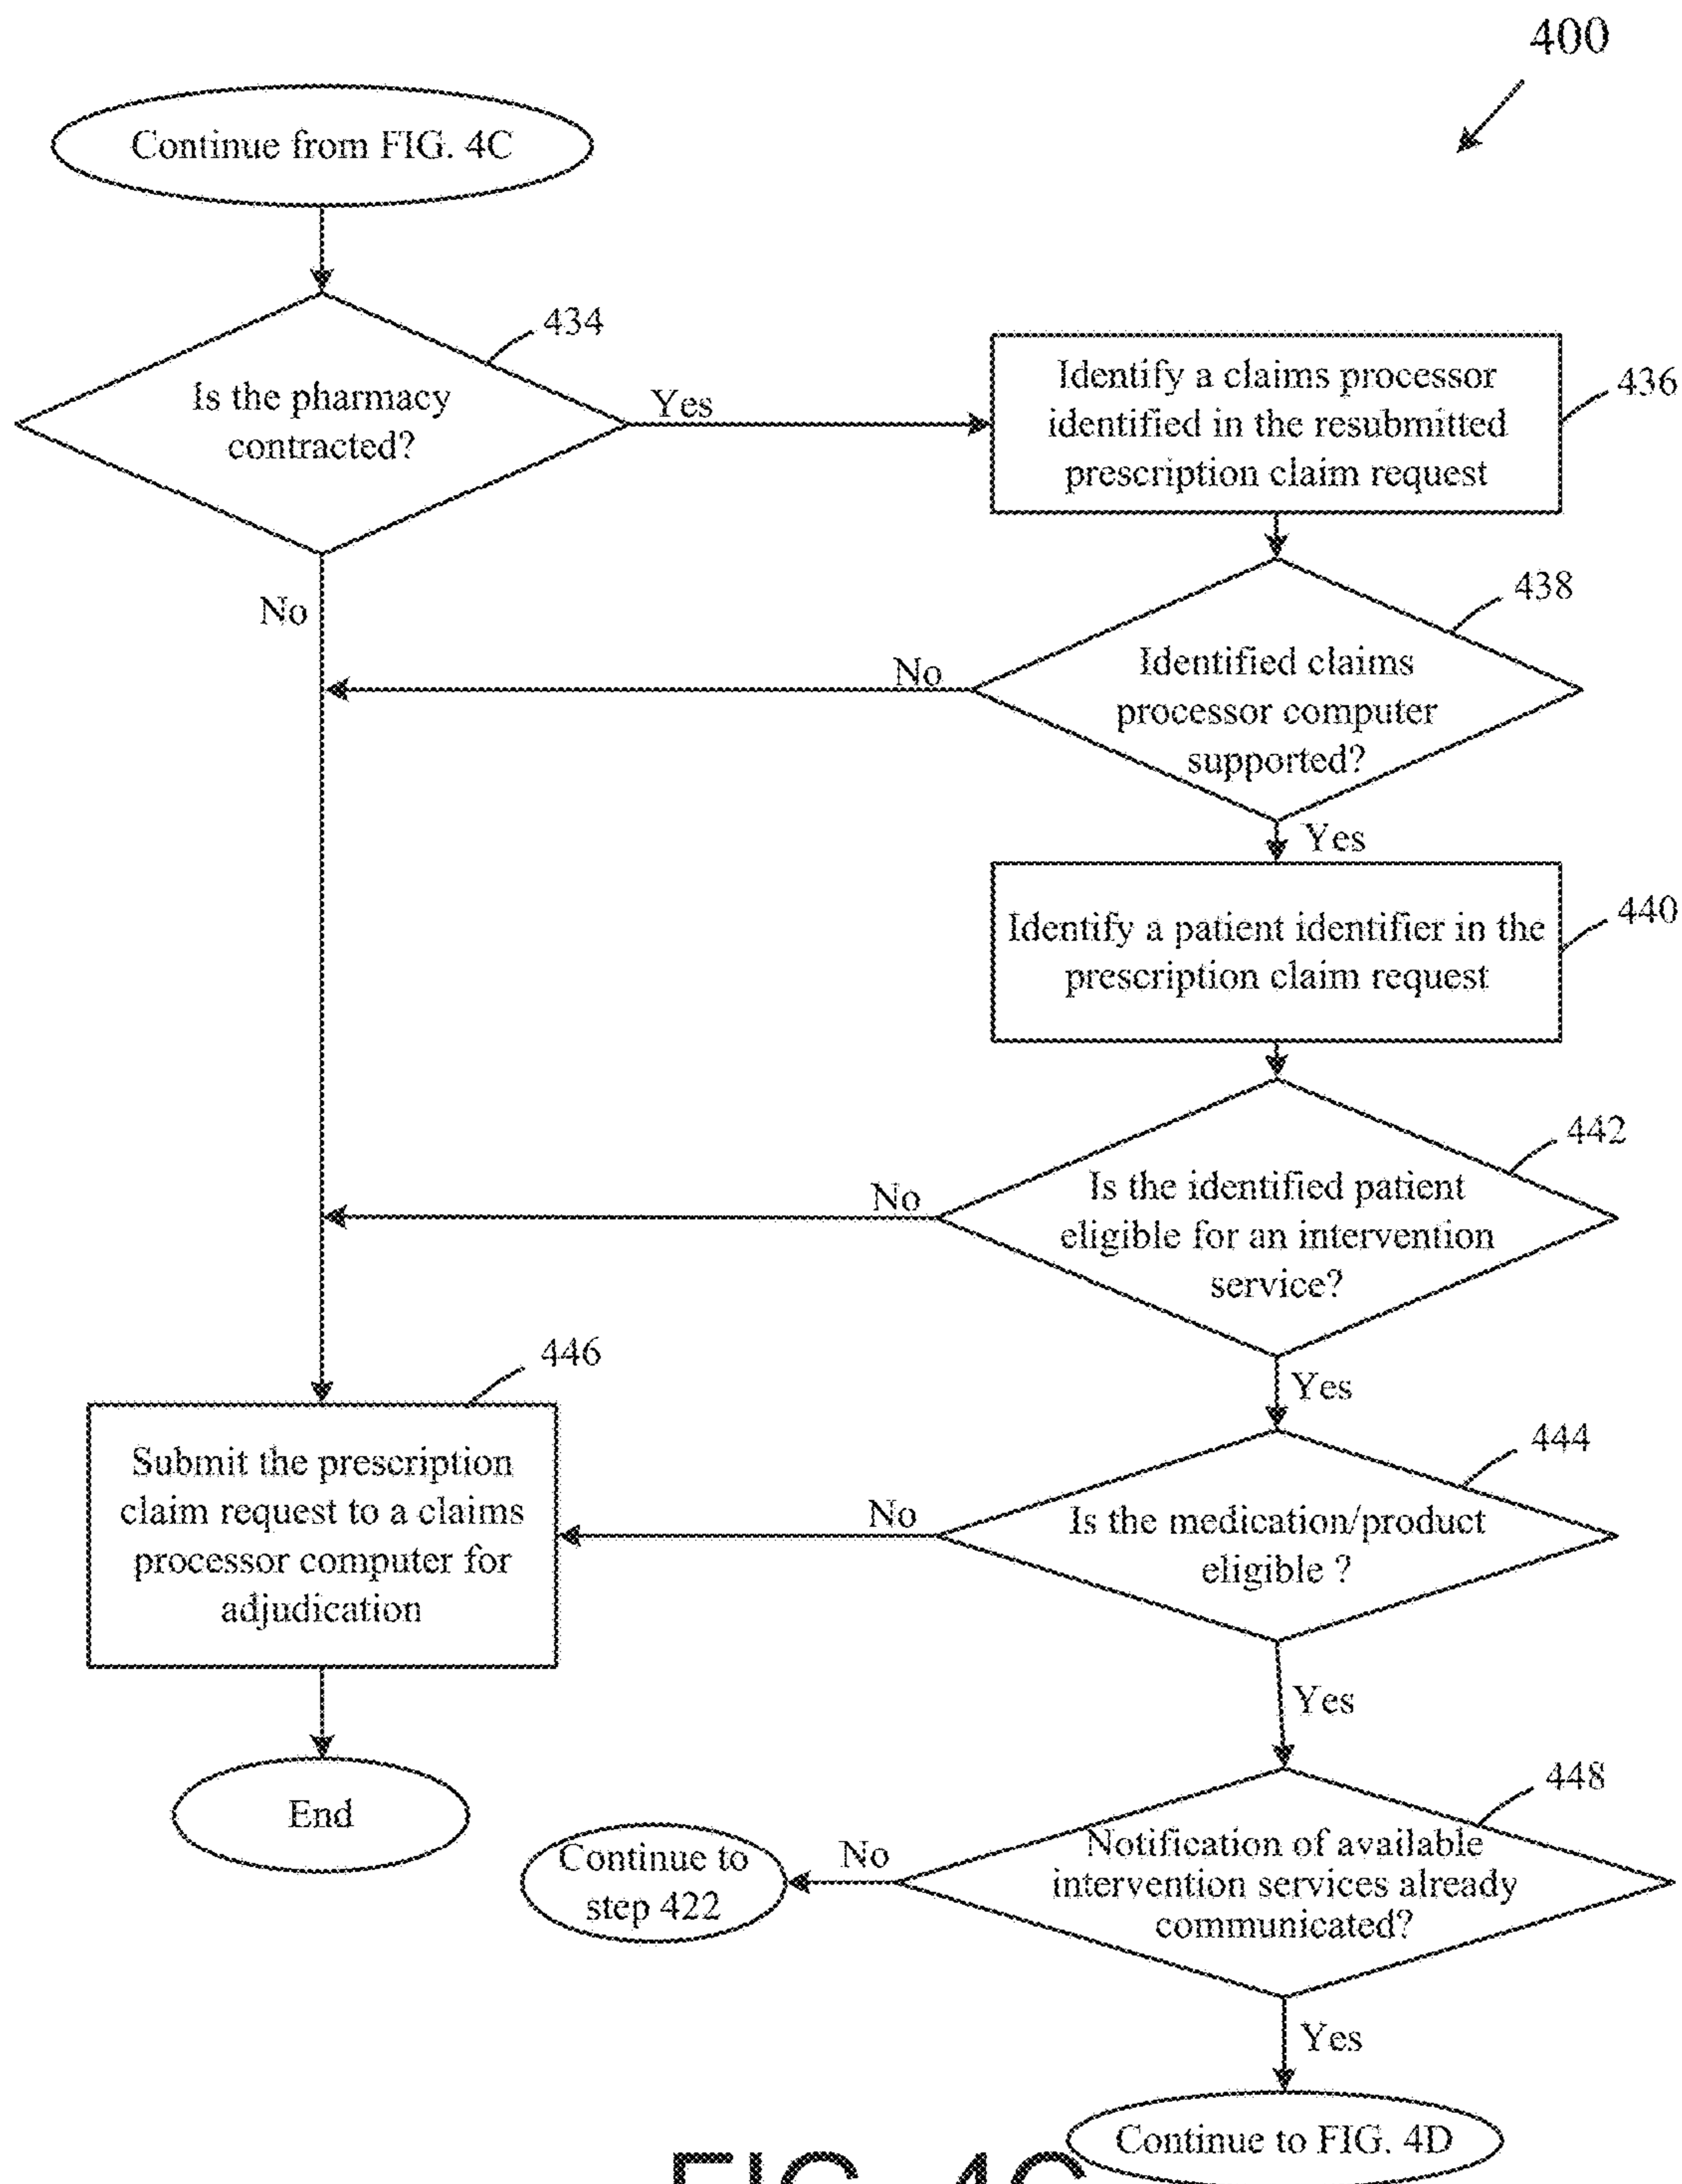 400
Continue from FIG. 4C
434
Is the pharmacy
contracted?
Yes
No
Identify a claims processor
identified in the resubmitted
prescription claim request
436
438
Identified claims
processor computer
supported?
No
Yes
Identify a patient identifier in the
prescription claim request
440
442
Is the identified patient
eligible for an intervention
service?
No
Yes
446
Submit the prescription
claim request to a claims
processor computer for
adjudication
444
Is the medication/product
eligible ?
No
Yes
End
448
Notification of available
intervention services already
communicated?
No
Continue to
step 422
Yes
Continue to FIG. 4D
FIG. 4C